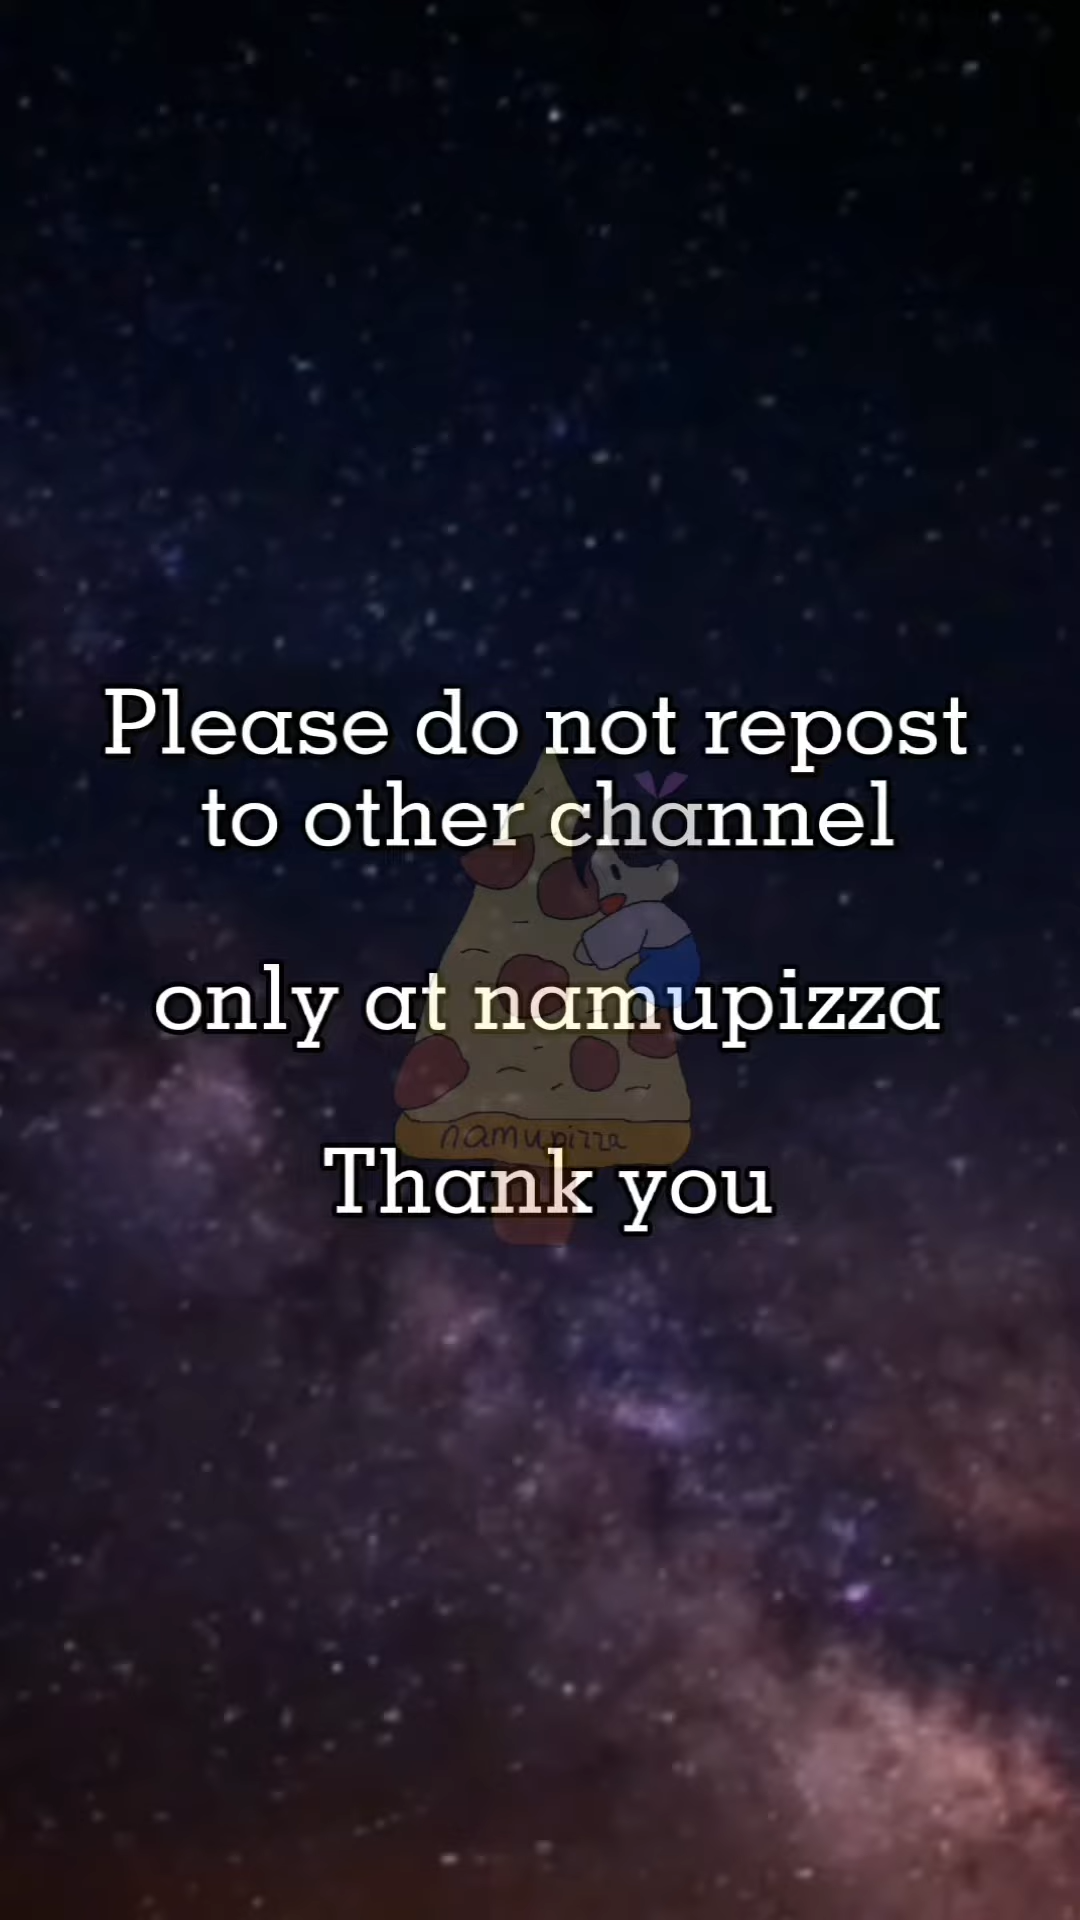 Please do not repost
to other channel
only at namupizza
namupizza
Thank you